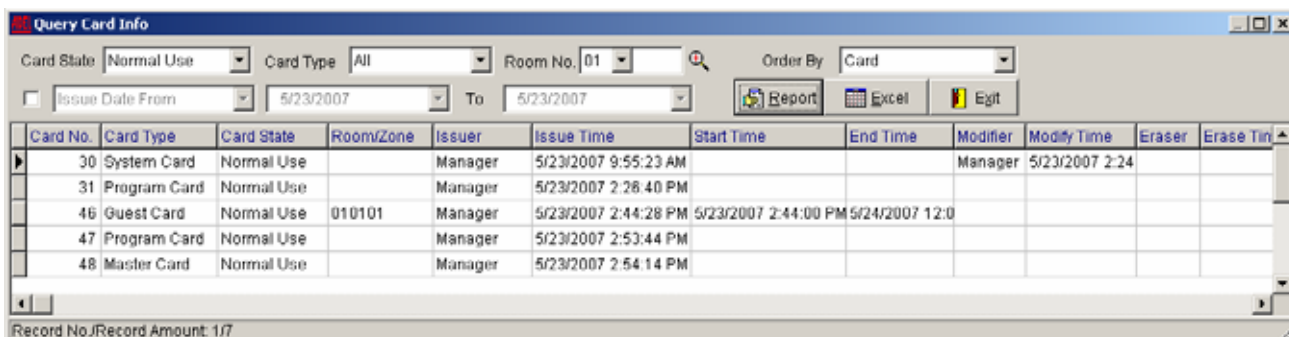 Query Card Info
Card State Normal Use Card Type All Room No. 01 Order By Card
Issue Date From 5/23/2007 To 5/23/2007 Report Excel Exit
Card No. Card Type Card State Room/Zone Issuer Issue Time Start Time End Time Modifier Modify Time Eraser Erase Tin
30 System Card Normal Use Manager 5/23/2007 9:55:23 AM Manager 5/23/2007 2:24
31 Program Card Normal Use Manager 5/23/2007 2:26:40 PM
46 Guest Card Normal Use 010101 Manager 5/23/2007 2:44:28 PM 5/23/2007 2:44:00 PM 5/24/2007 12:0
47 Program Card Normal Use Manager 5/23/2007 2:53:44 PM
48 Master Card Normal Use Manager 5/23/2007 2:54:14 PM
Record No./Record Amount: 1/7